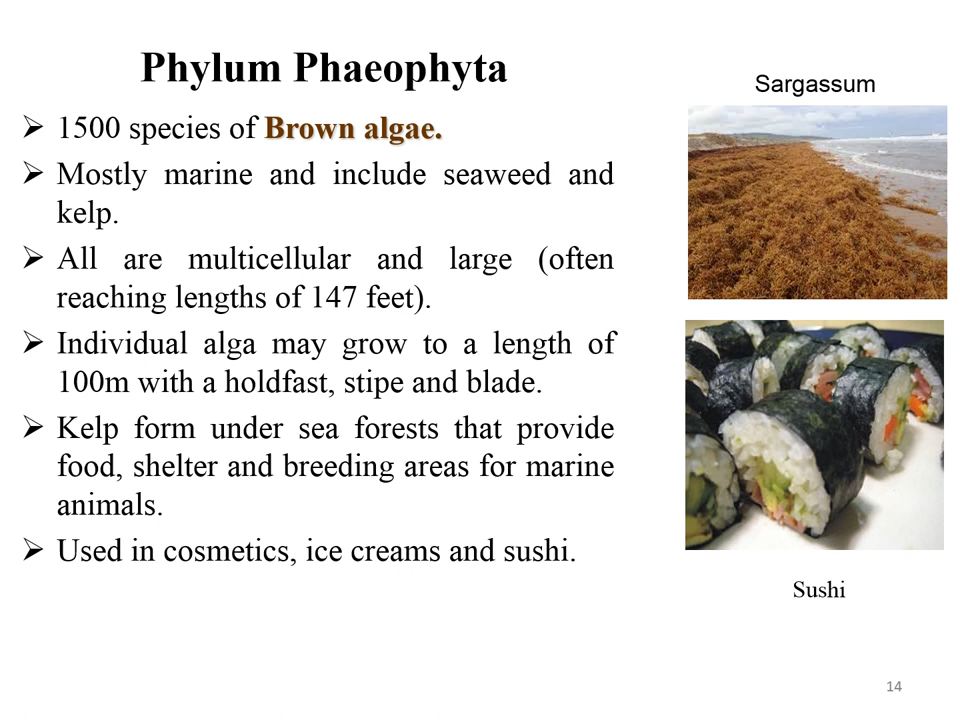 Phylum Phaeophyta
➢ 1500 species of Brown algae.
➢ Mostly marine and include seaweed and
kelp.
➢ All are multicellular and large (often
reaching lengths of 147 feet).
➢ Individual alga may grow to a length of
100m with a holdfast, stipe and blade.
➢ Kelp form under sea forests that provide
food, shelter and breeding areas for marine
animals.
➢ Used in cosmetics, ice creams and sushi.
Sargassum
Sushi
14